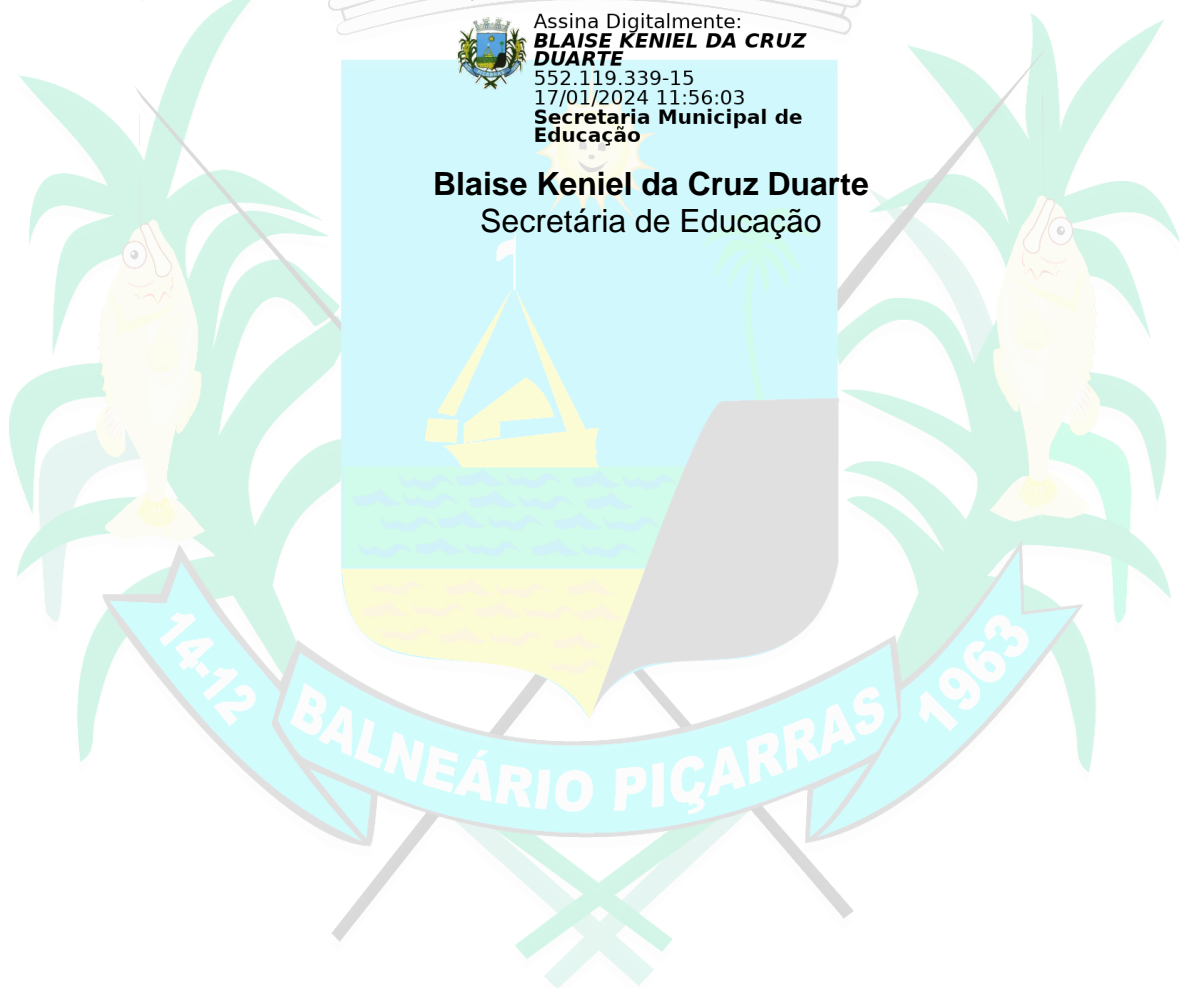 Assina Digitalmente:
BLAISE KENIEL DA CRUZ
DUARTE
552.119.339-15
17/01/2024 11:56:03
Secretaria Municipal de
Educação
Blaise Keniel da Cruz Duarte
Secretária de Educação
14-12
BALNEÁRIO PIÇARRAS
1963